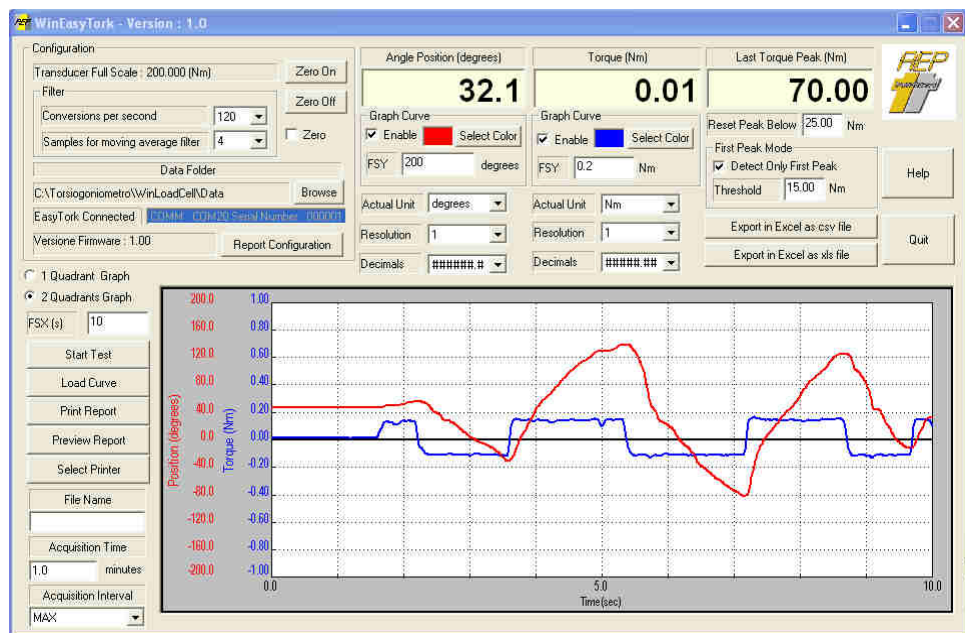 WinEasyTork - Version : 1.0
Configuration
Transducer Full Scale : 200.000 (Nm)
Zero On
Filter
Zero Off
Conversions per second
120
Samples for moving average filter
4
Zero
Data Folder
C:\Torsiogoniometro\WinLoadCell\Data
Browse
EasyTork Connected
COMM COM20 Serial Number 000001
Versione Firmware : 1.00
Report Configuration
Angle Position (degrees)
32.1
Graph Curve
Enable
Select Color
FSY
200
degrees
Actual Unit
degrees
Resolution
1
Decimals
######.#
Torque (Nm)
0.01
Graph Curve
Enable
Select Color
FSY
0.2
Nm
Actual Unit
Nm
Resolution
1
Decimals
#####.##
Last Torque Peak (Nm)
70.00
Reset Peak Below
25.00
Nm
First Peak Mode
Detect Only First Peak
Threshold
15.00
Nm
Export in Excel as csv file
Export in Excel as xls file
AEP
Help
Quit
1 Quadrant Graph
2 Quadrants Graph
FSX (s)
10
Start Test
Load Curve
Print Report
Preview Report
Select Printer
File Name
Acquisition Time
1.0
minutes
Acquisition Interval
MAX
Position (degrees)
200.0
160.0
120.0
80.0
40.0
0.0
-40.0
-80.0
-120.0
-160.0
-200.0
Torque (Nm)
1.00
0.80
0.60
0.40
0.20
0.00
-0.20
-0.40
-0.60
-0.80
-1.00
0.0
5.0
10.0
Time(sec)